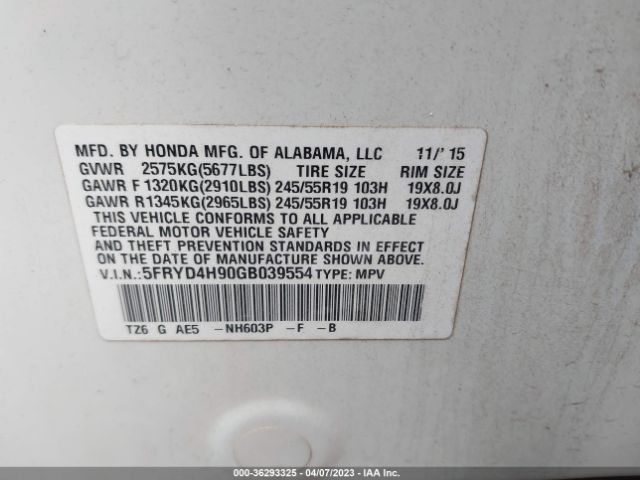 MFD. BY HONDA MFG. OF ALABAMA, LLC 11/' 15
GVWR 2575KG(5677LBS) TIRE SIZE RIM SIZE
GAWR F 1320KG(2910LBS) 245/55R19 103H 19X8.0J
GAWR R1345KG(2965LBS) 245/55R19 103H 19X8.0J
THIS VEHICLE CONFORMS TO ALL APPLICABLE
FEDERAL MOTOR VEHICLE SAFETY
AND THEFT PREVENTION STANDARDS IN EFFECT
ON THE DATE OF MANUFACTURE SHOWN ABOVE.
V.I.N.:5FRYD4H90GB039554 TYPE: MPV
TZ6 G AE5 -NH603P -F -B
000-36293325 - 04/07/2023 - IAAI.COM - COPART